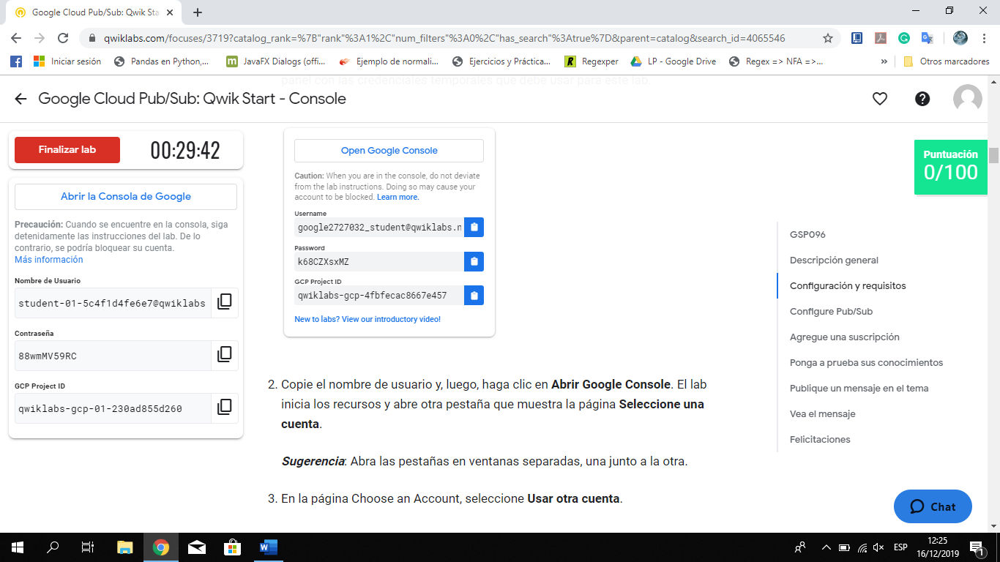 Google Cloud Pub/Sub: Qwik Sta
qwiklabs.com/focuses/3719?catalog_rank=%7B"rank"%3A1%2C"num_filters"%3A0%2C"has_search"%3Atrue%7D&parent=catalog&search_id=4065546
Iniciar sesión
Pandas en Python,...
JavaFX Dialogs (offi...
Ejemplo de normali...
Ejercicios y Práctica...
Regexper
LP - Google Drive
Regex => NFA =>...
»
Otros marcadores
panel con las credenciales temporales que debe usar para este lab.
Google Cloud Pub/Sub: Qwik Start - Console
Finalizar lab
00:29:42
Abrir la Consola de Google
Precaución: Cuando se encuentre en la consola, siga
detenidamente las instrucciones del lab. De lo
contrario, se podría bloquear su cuenta.
Más información
Nombre de Usuario
student-01-5c4f1d4fe6e7@qwiklabs
Contraseña
88wmMV59RC
GCP Project ID
qwiklabs-gcp-01-230ad855d260
Open Google Console
Caution: When you are in the console, do not deviate
from the lab instructions. Doing so may cause your
account to be blocked. Learn more.
Username
google2727032_student@qwiklabs.n
Password
k68CZXsxMZ
GCP Project ID
qwiklabs-gcp-4fbfecac8667e457
New to labs? View our introductory video!
2. Copie el nombre de usuario y, luego, haga clic en Abrir Google Console. El lab
inicia los recursos y abre otra pestaña que muestra la página Seleccione una
cuenta.
Sugerencia: Abra las pestañas en ventanas separadas, una junto a la otra.
3. En la página Choose an Account, seleccione Usar otra cuenta.
Puntuación
0/100
GSP096
Descripción general
Configuración y requisitos
Configure Pub/Sub
Agregue una suscripción
Ponga a prueba sus conocimientos
Publique un mensaje en el tema
Vea el mensaje
Felicitaciones
Chat
ESP
12:25
16/12/2019
1